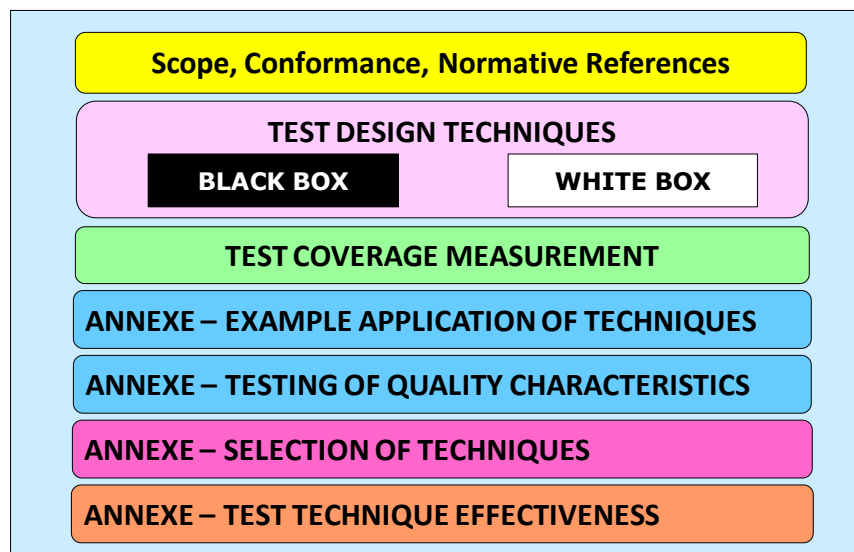 Scope, Conformance, Normative References
TEST DESIGN TECHNIQUES
BLACK BOX
WHITE BOX
TEST COVERAGE MEASUREMENT
ANNEXE – EXAMPLE APPLICATION OF TECHNIQUES
ANNEXE – TESTING OF QUALITY CHARACTERISTICS
ANNEXE – SELECTION OF TECHNIQUES
ANNEXE – TEST TECHNIQUE EFFECTIVENESS